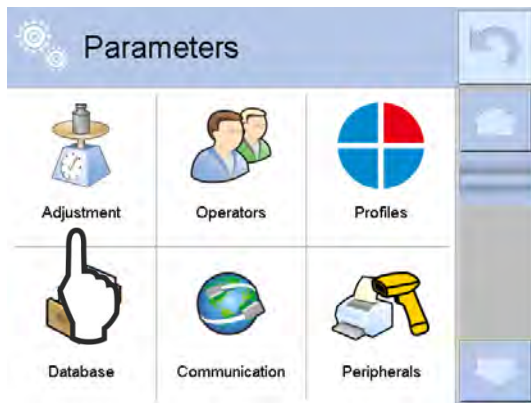 Parameters
Adjustment
Operators
Profiles
Database
Communication
Peripherals